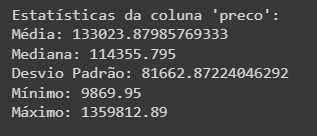 Estatísticas da coluna 'preco':
Média: 133023.87985769333
Mediana: 114355.795
Desvio Padrão: 81662.87224046292
Mínimo: 9869.95
Máximo: 1359812.89